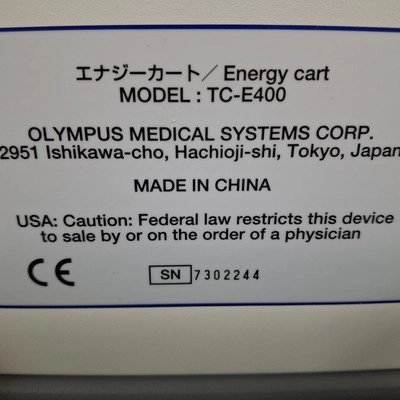 エナジーカート／Energy cart
MODEL : TC-E400
OLYMPUS MEDICAL SYSTEMS CORP.
2951 Ishikawa-cho, Hachioji-shi, Tokyo, Japan
MADE IN CHINA
USA: Caution: Federal law restricts this device
to sale by or on the order of a physician
CE SN 7302244